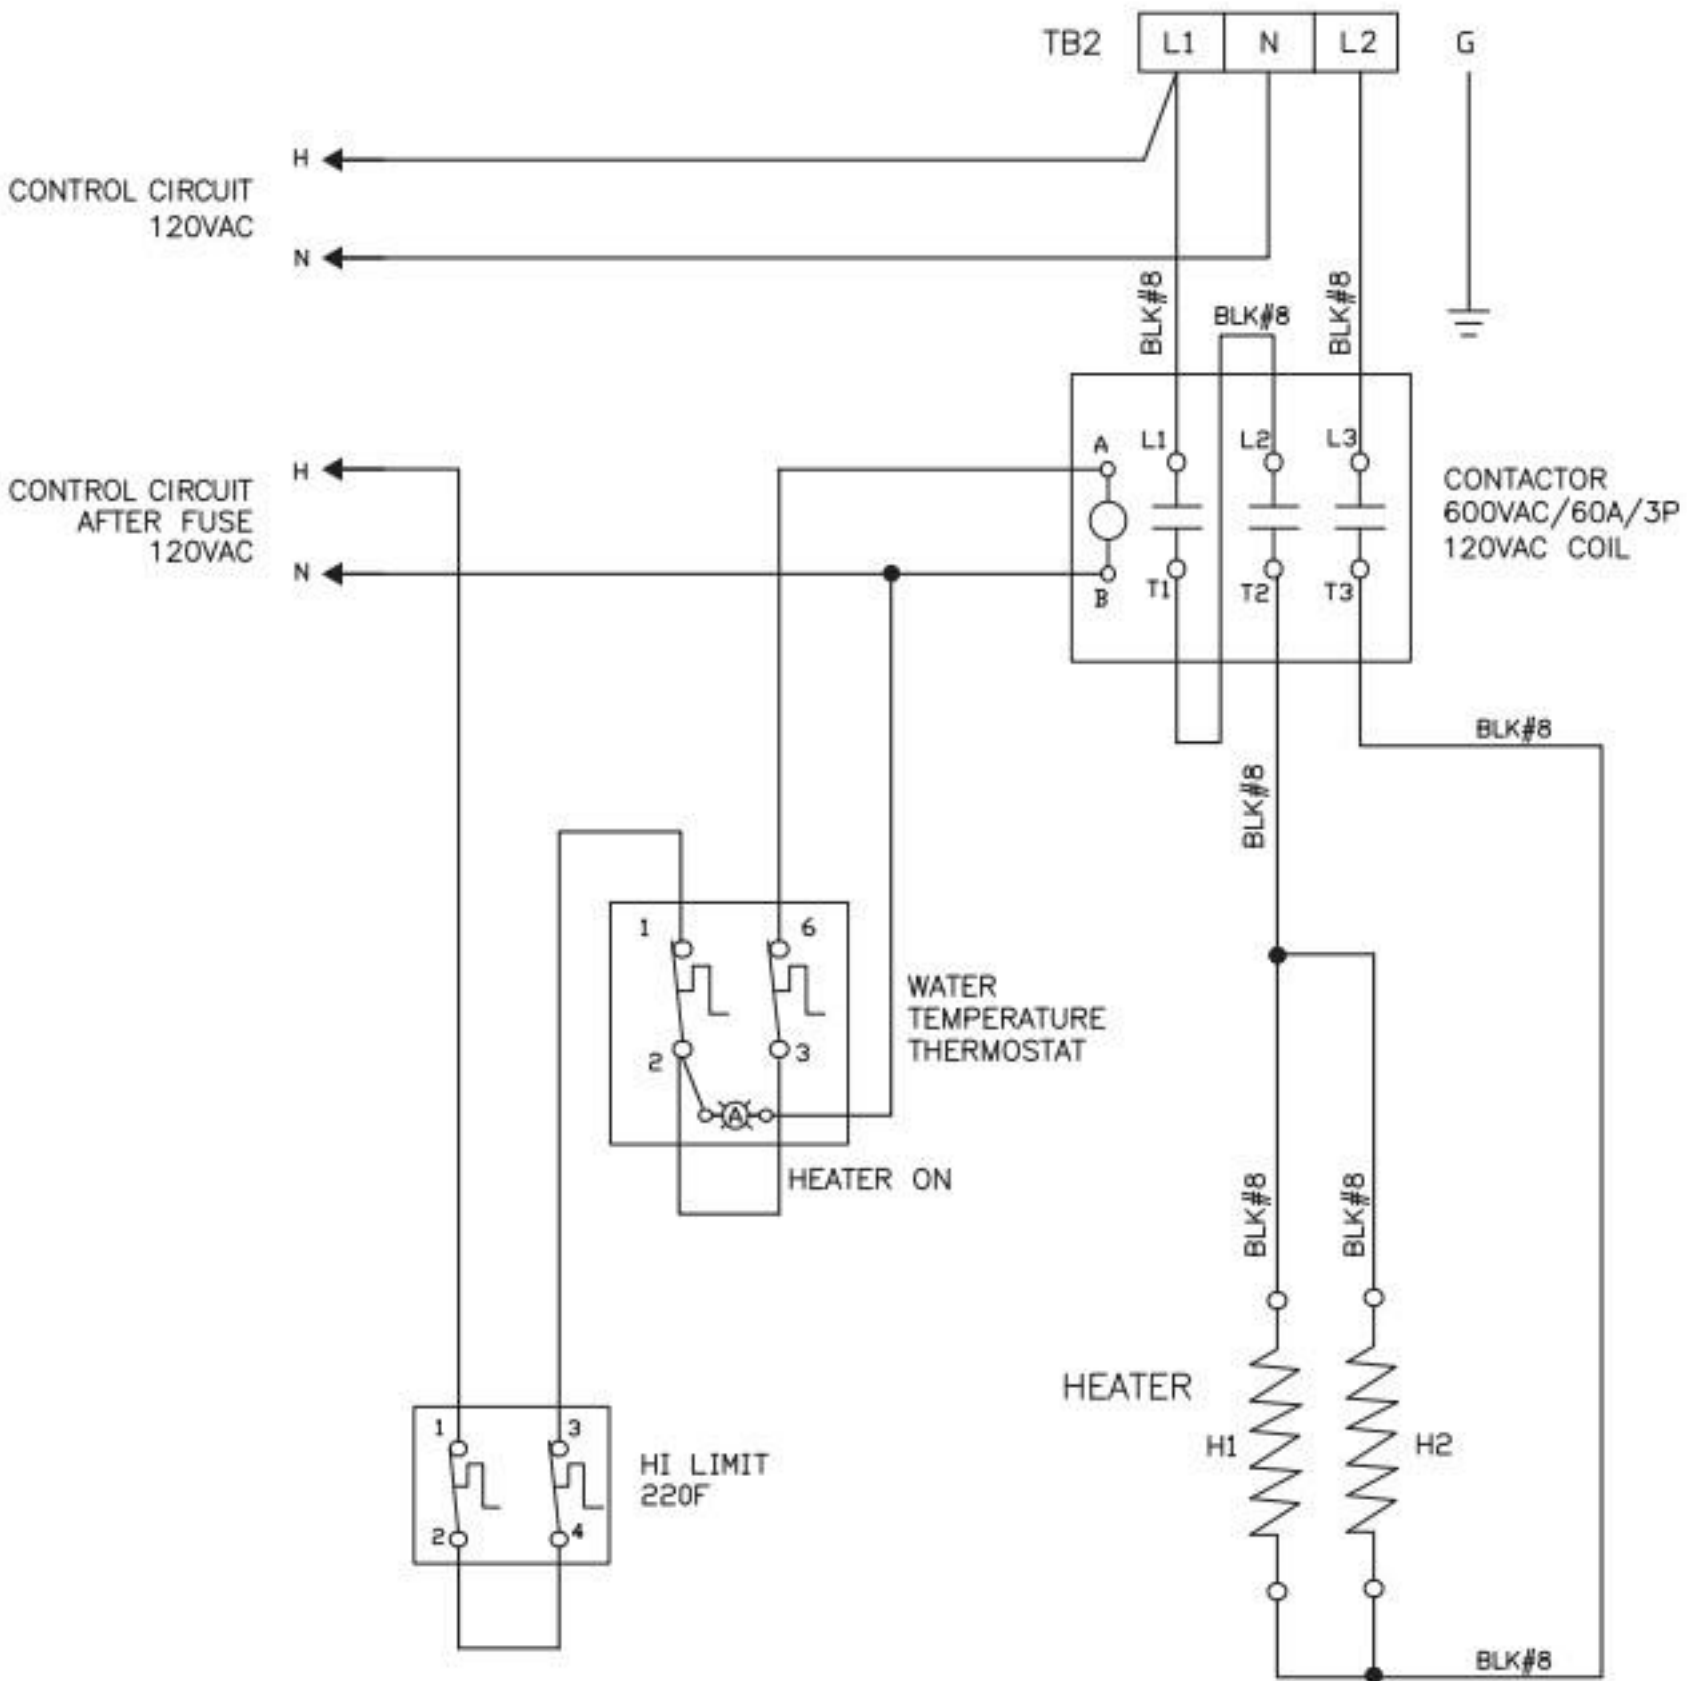 TB2 L1 N L2 G
H
CONTROL CIRCUIT
120VAC
N
BLK#8
BLK#8
BLK#8
A L1 L2 L3
CONTACTOR
600VAC/60A/3P
120VAC COIL
H
CONTROL CIRCUIT
AFTER FUSE
120VAC
N
B T1 T2 T3
BLK#8
BLK#8
1 6
WATER
TEMPERATURE
THERMOSTAT
2 3
A
HEATER ON
BLK#8
BLK#8
HEATER
H1 H2
1 3
HI LIMIT
220F
2 4
BLK#8